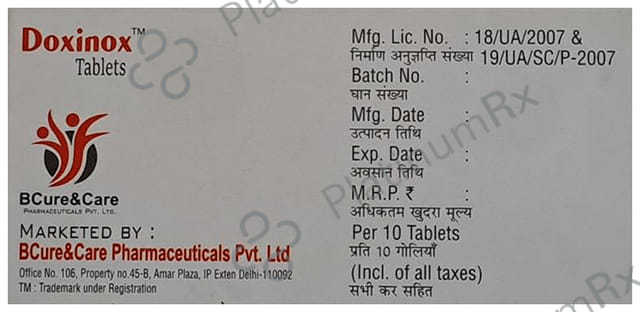 Doxinox™
Tablets
BCure&Care
PHARMACEUTICALS PVT. LTD.
MARKETED BY :
BCure&Care Pharmaceuticals Pvt. Ltd
Office No. 106, Property no.45-B, Amar Plaza, IP Exten Delhi-110092
TM : Trademark under Registration
Mfg. Lic. No. : 18/UA/2007 &
निर्माण अनुज्ञप्ति संख्या 19/UA/SC/P-2007
Batch No. :
घान संख्या
Mfg. Date :
उत्पादन तिथि
Exp. Date :
अवसान तिथि
M.R.P. ₹ :
अधिकतम खुदरा मूल्य
Per 10 Tablets
प्रति 10 गोलियाँ
(Incl. of all taxes)
सभी कर सहित
PlatinumRx
PlatinumRx